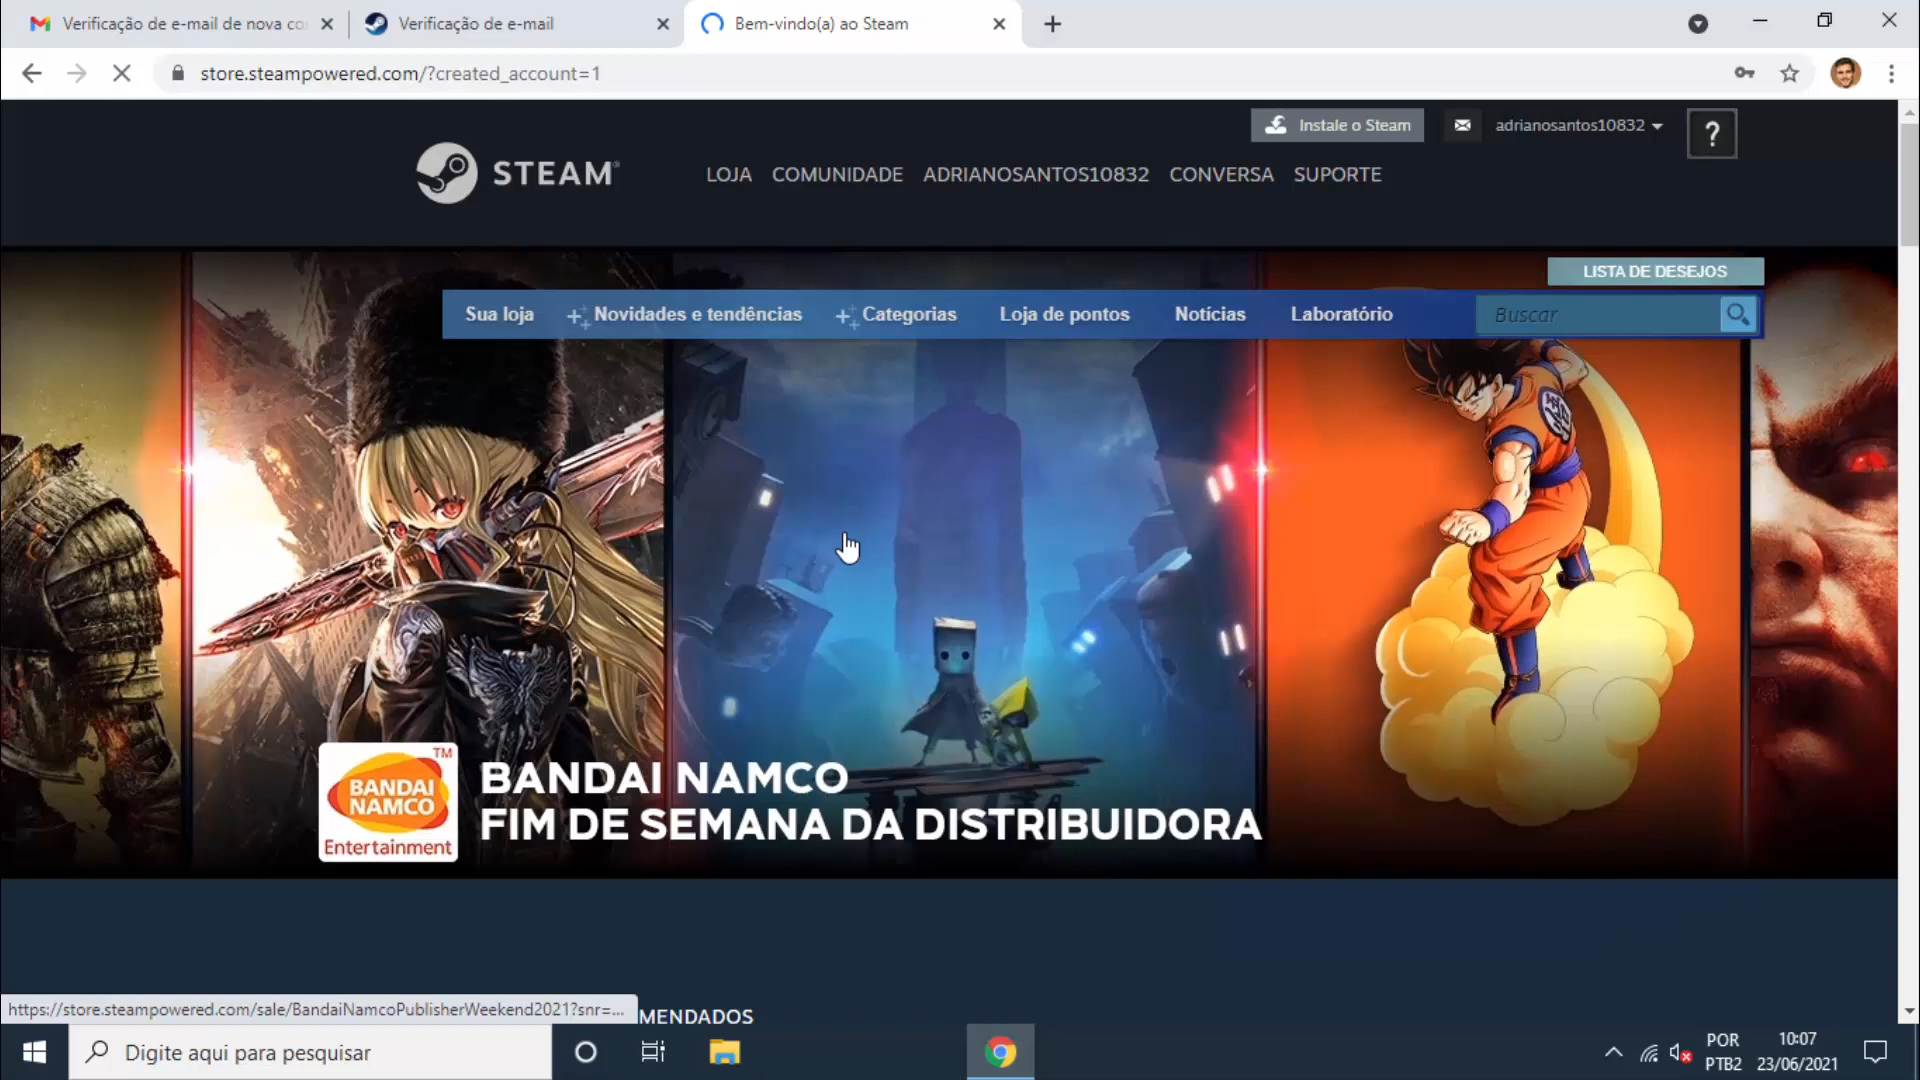 Verificação de e-mail de nova co
Verificação de e-mail
Bem-vindo(a) ao Steam
store.steampowered.com/?created_account=1
Instale o Steam
adrianosantos10832
?
STEAM
LOJA COMUNIDADE ADRIANOSANTOS10832 CONVERSA SUPORTE
LISTA DE DESEJOS
Sua loja Novidades e tendências Categorias Loja de pontos Notícias Laboratório Buscar
BANDAI
NAMCO
TM
Entertainment
BANDAI NAMCO
FIM DE SEMANA DA DISTRIBUIDORA
https://store.steampowered.com/sale/BandaiNamcoPublisherWeekend2021?snr=...
MENDADOS
Digite aqui para pesquisar
POR
PTB2
10:07
23/06/2021